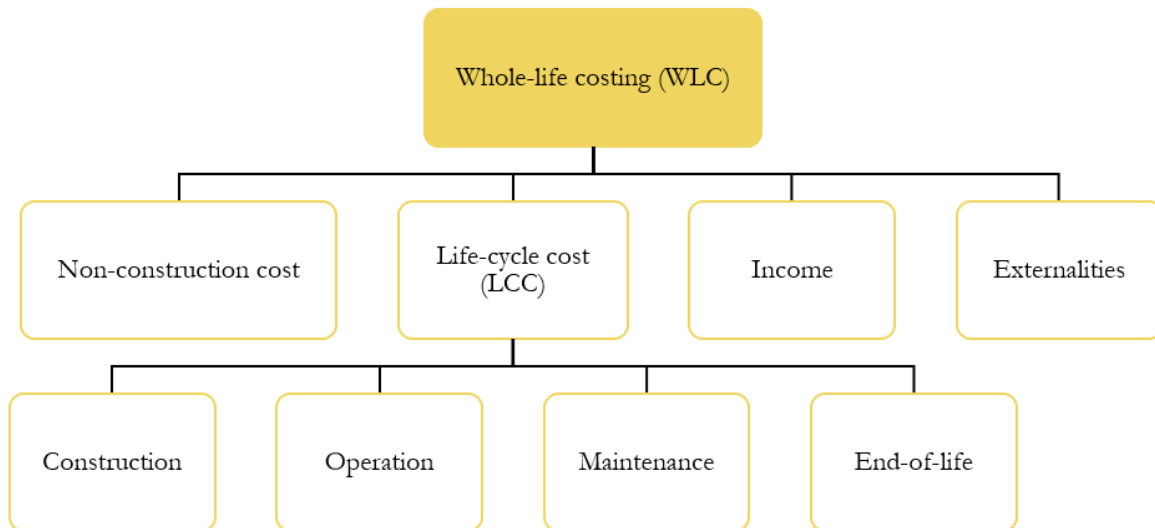 Whole-life costing (WLC)
Non-construction cost
Life-cycle cost
(LCC)
Income
Externalities
Construction
Operation
Maintenance
End-of-life